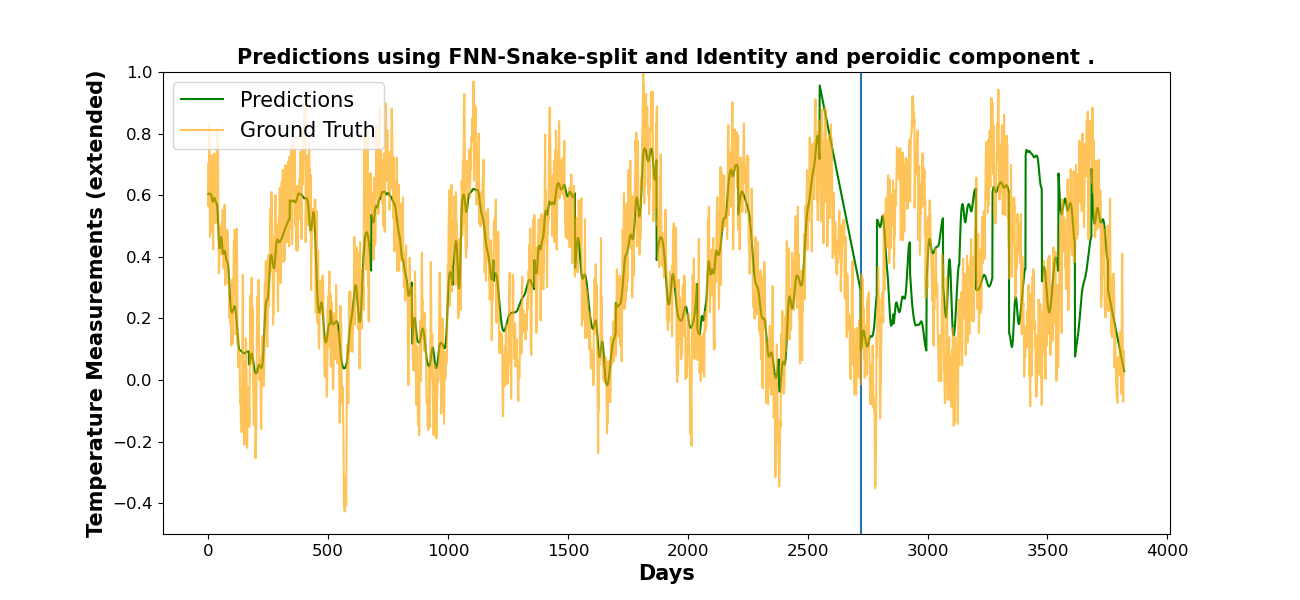 Predictions using FNN-Snake-split and Identity and peroidic component .
Temperature Measurements (extended)
1.0
0.8
0.6
0.4
0.2
0.0
−0.2
−0.4
Predictions
Ground Truth
0 500 1000 1500 2000 2500 3000 3500 4000
Days